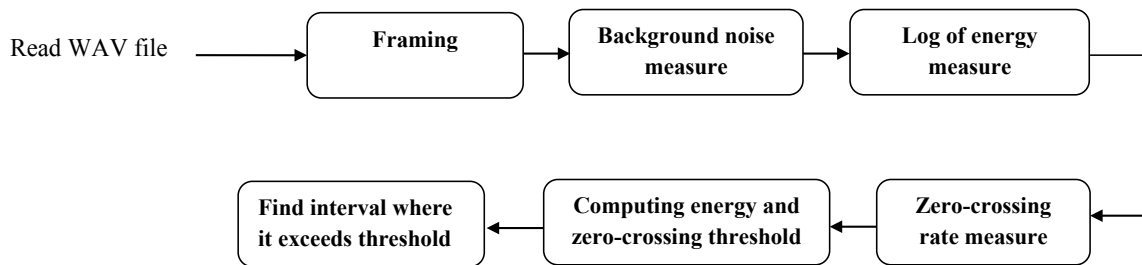 Read WAV file
Framing
Background noise
measure
Log of energy
measure
Find interval where
it exceeds threshold
Computing energy and
zero-crossing threshold
Zero-crossing
rate measure